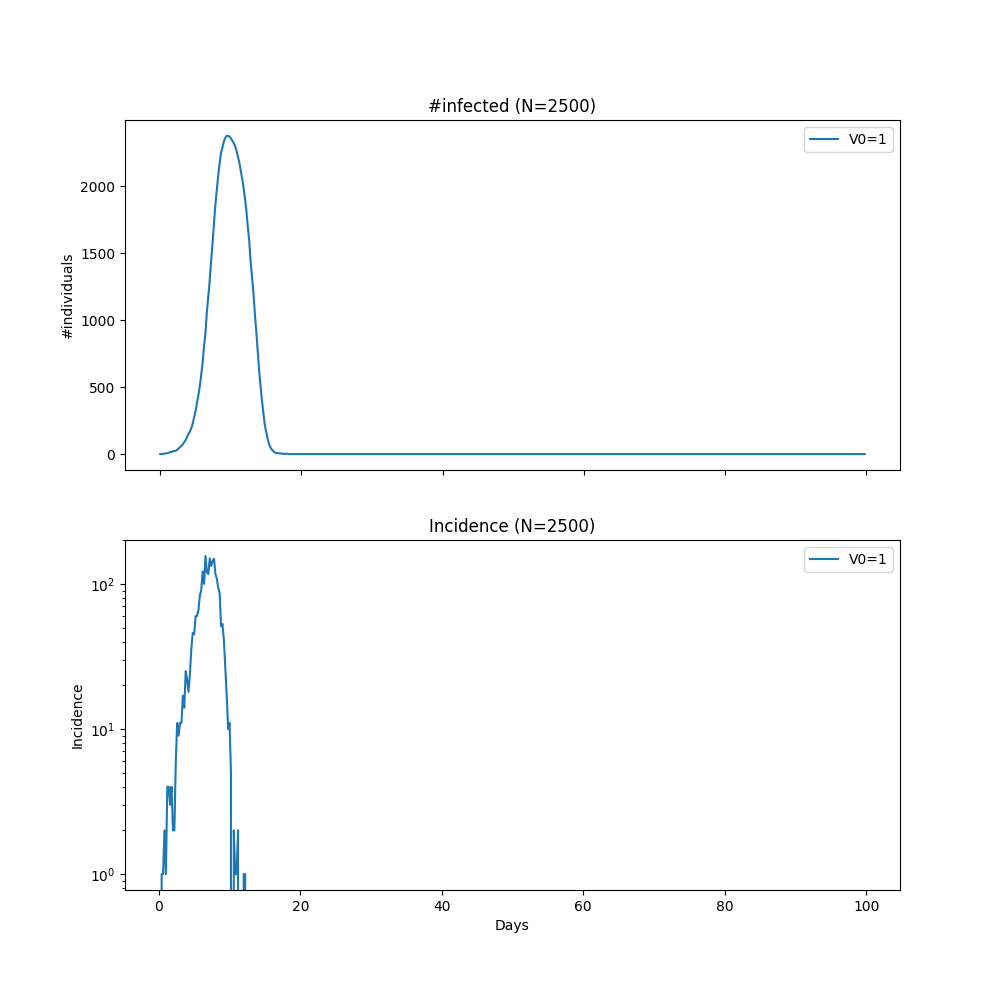 #infected (N=2500)
V0=1
2000
1500
1000
500
0
#individuals
Incidence (N=2500)
V0=1
10²
10¹
10⁰
Incidence
0 20 40 60 80 100
Days